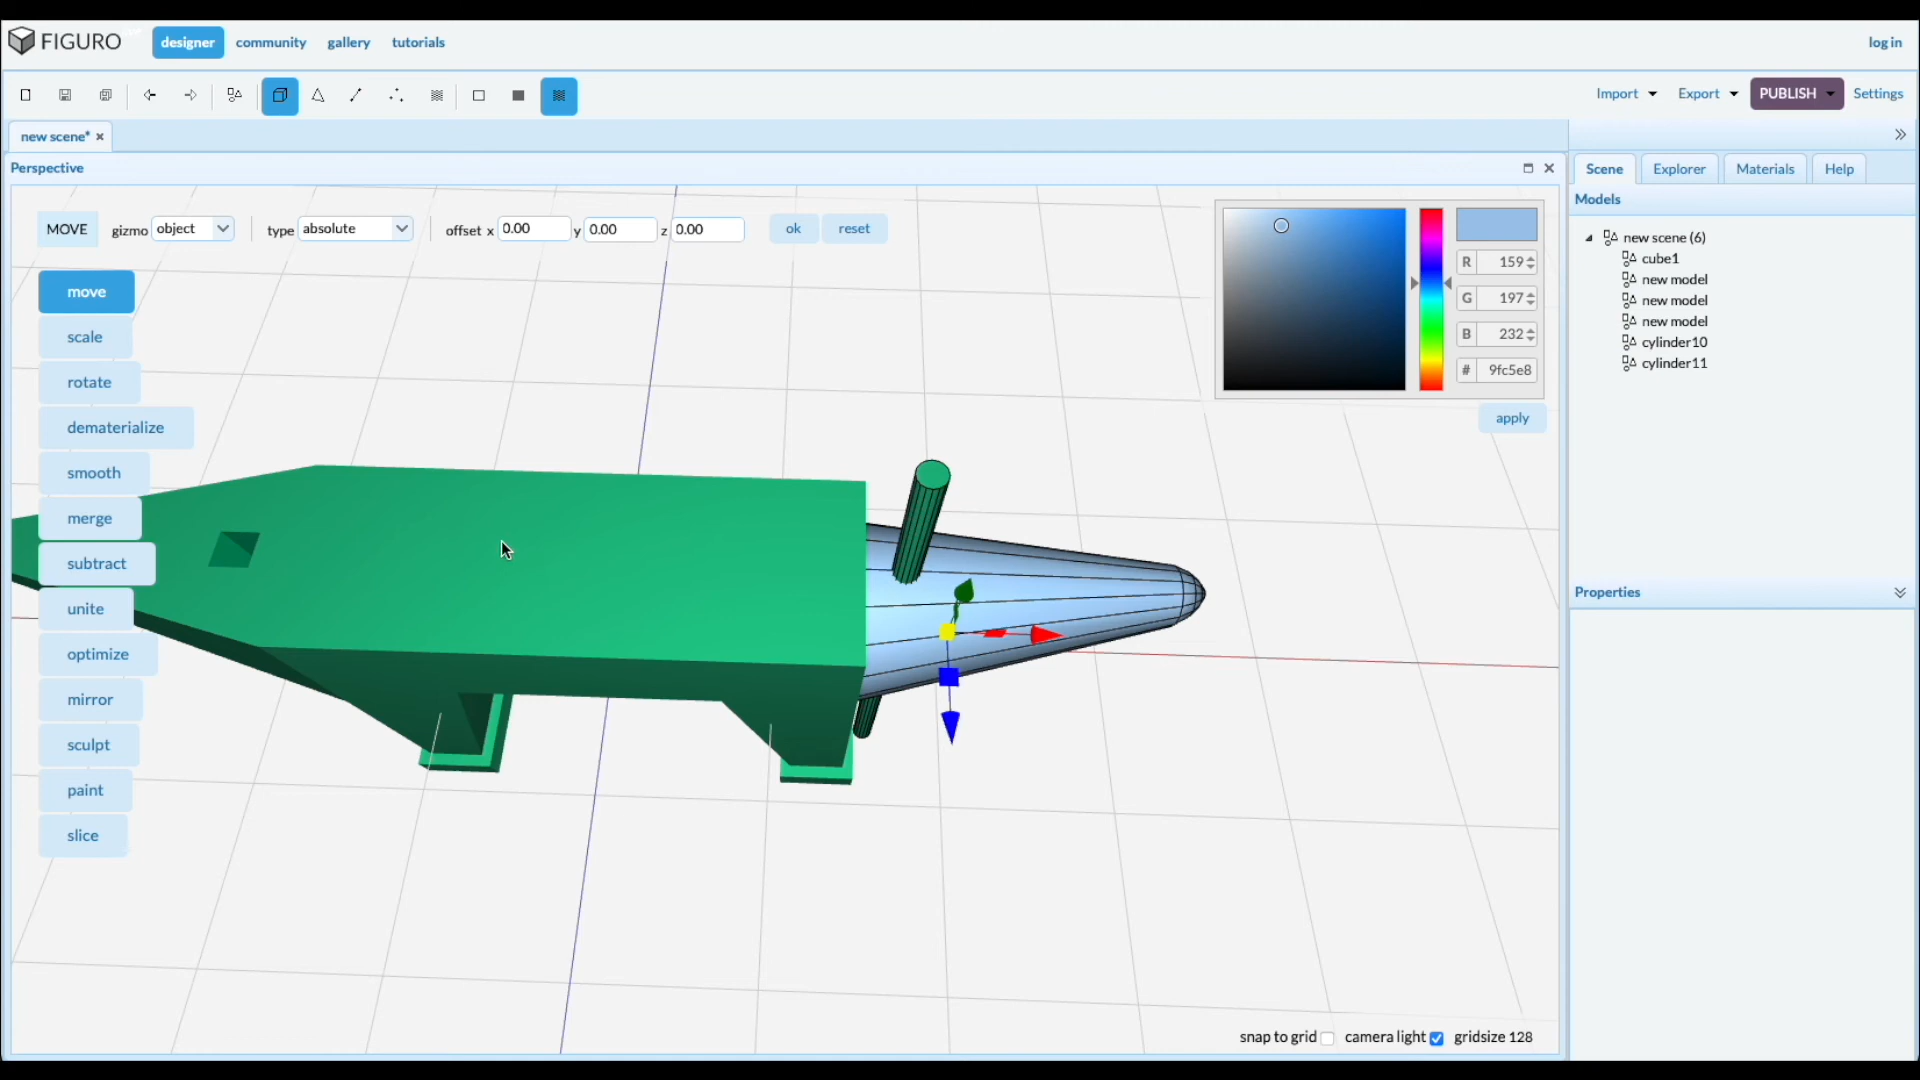 FIGURO designer community gallery tutorials log in
Import Export PUBLISH Settings
new scene*
Perspective
Scene Explorer Materials Help
Models
new scene (6)
cube1
new model
new model
new model
cylinder10
cylinder11
MOVE gizmo object type absolute offset x 0.00 y 0.00 z 0.00 ok reset
move
scale
rotate
dematerialize
smooth
merge
subtract
unite
optimize
mirror
sculpt
paint
slice
R 159
G 197
B 232
# 9fc5e8
apply
Properties
snap to grid camera light gridsize 128